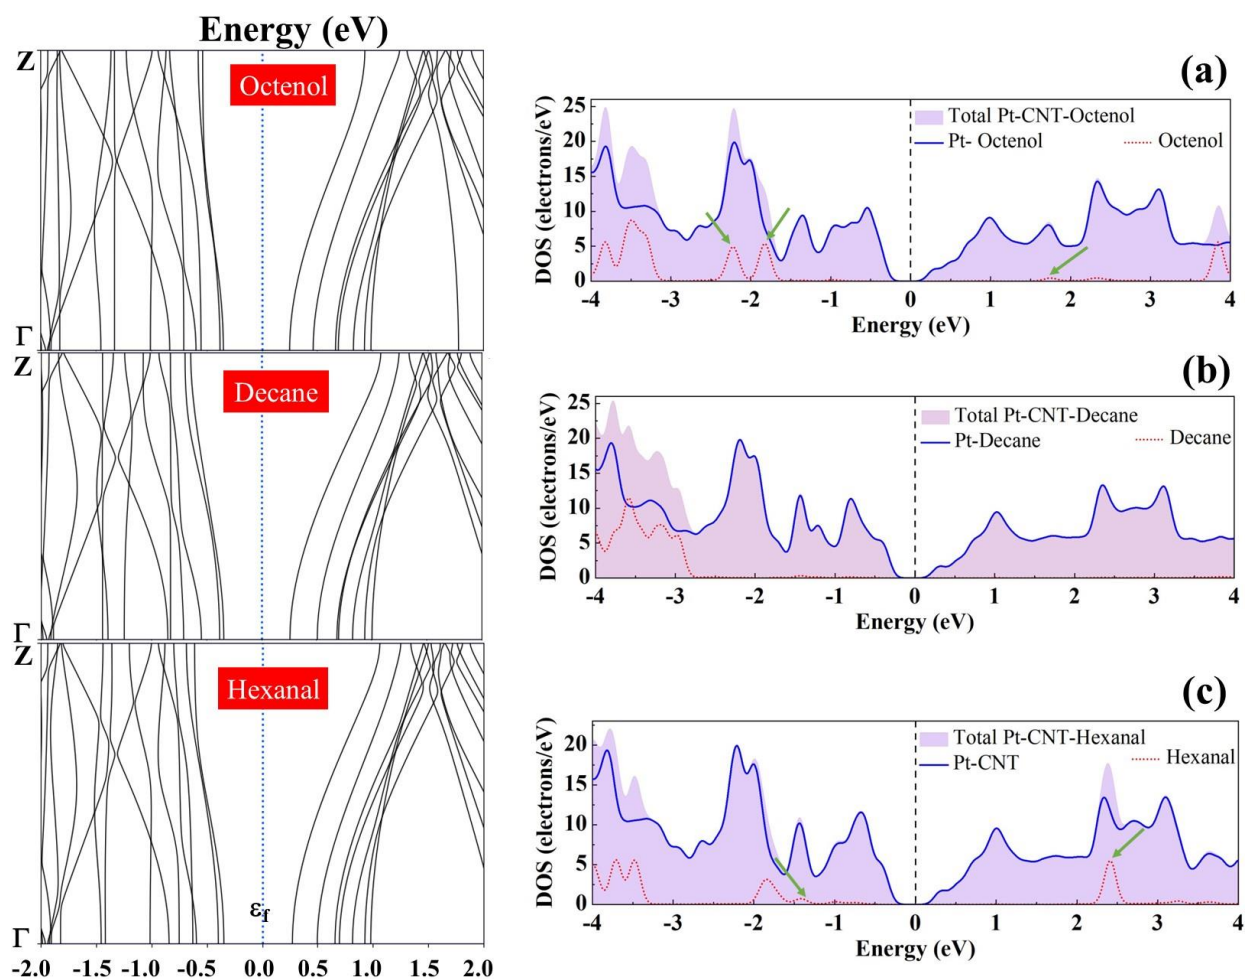 Energy (eV)
Z
Octenol
Γ
Z
Decane
Γ
Z
Hexanal
εf
Γ
-2.0 -1.5 -1.0 -0.5 0.0 0.5 1.0 1.5 2.0
(a)
25
20
15
10
5
0
DOS (electrons/eV)
Total Pt-CNT-Octenol
Pt- Octenol
Octenol
-4 -3 -2 -1 0 1 2 3 4
Energy (eV)
(b)
25
20
15
10
5
0
DOS (electrons/eV)
Total Pt-CNT-Decane
Pt-Decane
Decane
-4 -3 -2 -1 0 1 2 3 4
Energy (eV)
(c)
20
15
10
5
0
DOS (electrons/eV)
Total Pt-CNT-Hexanal
Pt-CNT
Hexanal
-4 -3 -2 -1 0 1 2 3 4
Energy (eV)